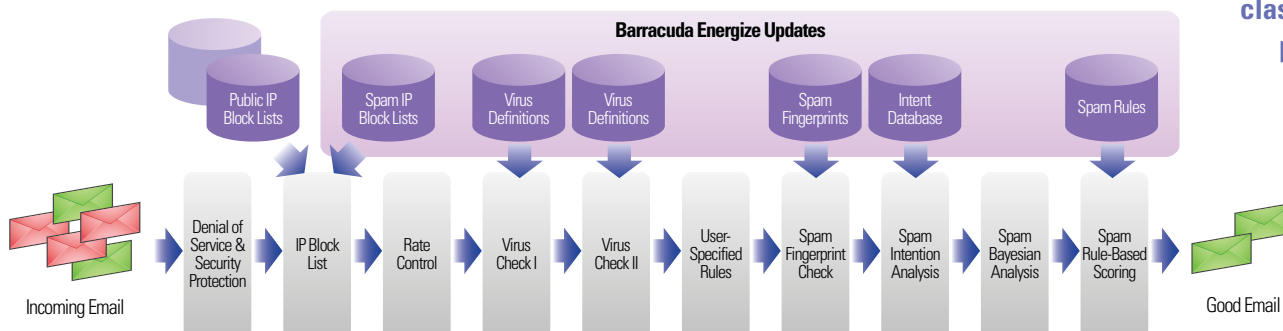 clas
Barracuda Energize Updates
Public IP
Block Lists
Spam IP
Block Lists
Virus
Definitions
Virus
Definitions
Spam
Fingerprints
Intent
Database
Spam Rules
Incoming Email
Denial of
Service &
Security
Protection
IP Block
List
Rate
Control
Virus
Check I
Virus
Check II
User-
Specified
Rules
Spam
Fingerprint
Check
Spam
Intention
Analysis
Spam
Bayesian
Analysis
Spam
Rule-Based
Scoring
Good Email